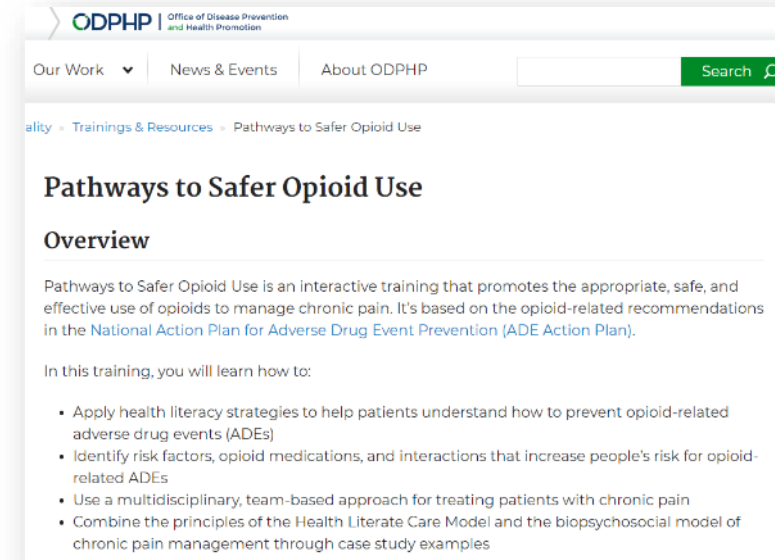 ODPHP | Office of Disease Prevention
and Health Promotion
Our Work News & Events About ODPHP Search
ality » Trainings & Resources » Pathways to Safer Opioid Use
Pathways to Safer Opioid Use
Overview
Pathways to Safer Opioid Use is an interactive training that promotes the appropriate, safe, and
effective use of opioids to manage chronic pain. It's based on the opioid-related recommendations
in the National Action Plan for Adverse Drug Event Prevention (ADE Action Plan).
In this training, you will learn how to:
• Apply health literacy strategies to help patients understand how to prevent opioid-related
adverse drug events (ADEs)
• Identify risk factors, opioid medications, and interactions that increase people's risk for opioid-
related ADEs
• Use a multidisciplinary, team-based approach for treating patients with chronic pain
• Combine the principles of the Health Literate Care Model and the biopsychosocial model of
chronic pain management through case study examples